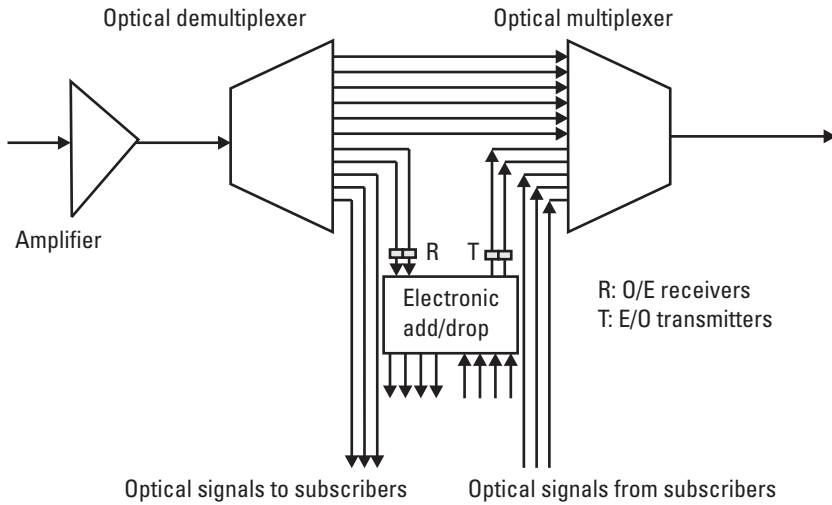 Optical demultiplexer
Optical multiplexer
Amplifier
R
T
Electronic
add/drop
R: O/E receivers
T: E/O transmitters
Optical signals to subscribers
Optical signals from subscribers